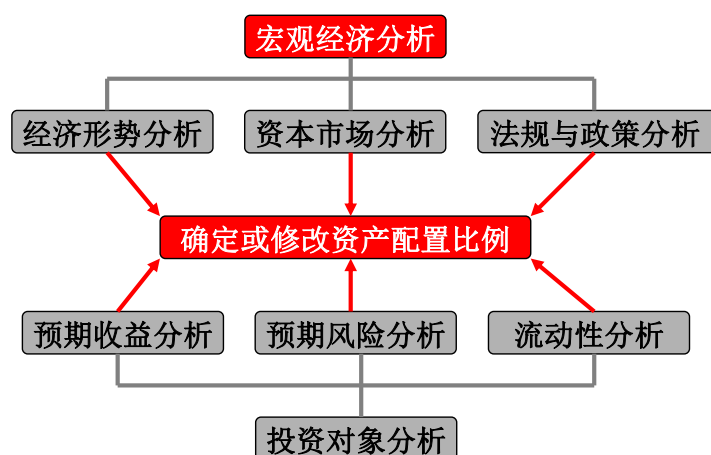 宏观经济分析
经济形势分析
资本市场分析
法规与政策分析
确定或修改资产配置比例
预期收益分析
预期风险分析
流动性分析
投资对象分析